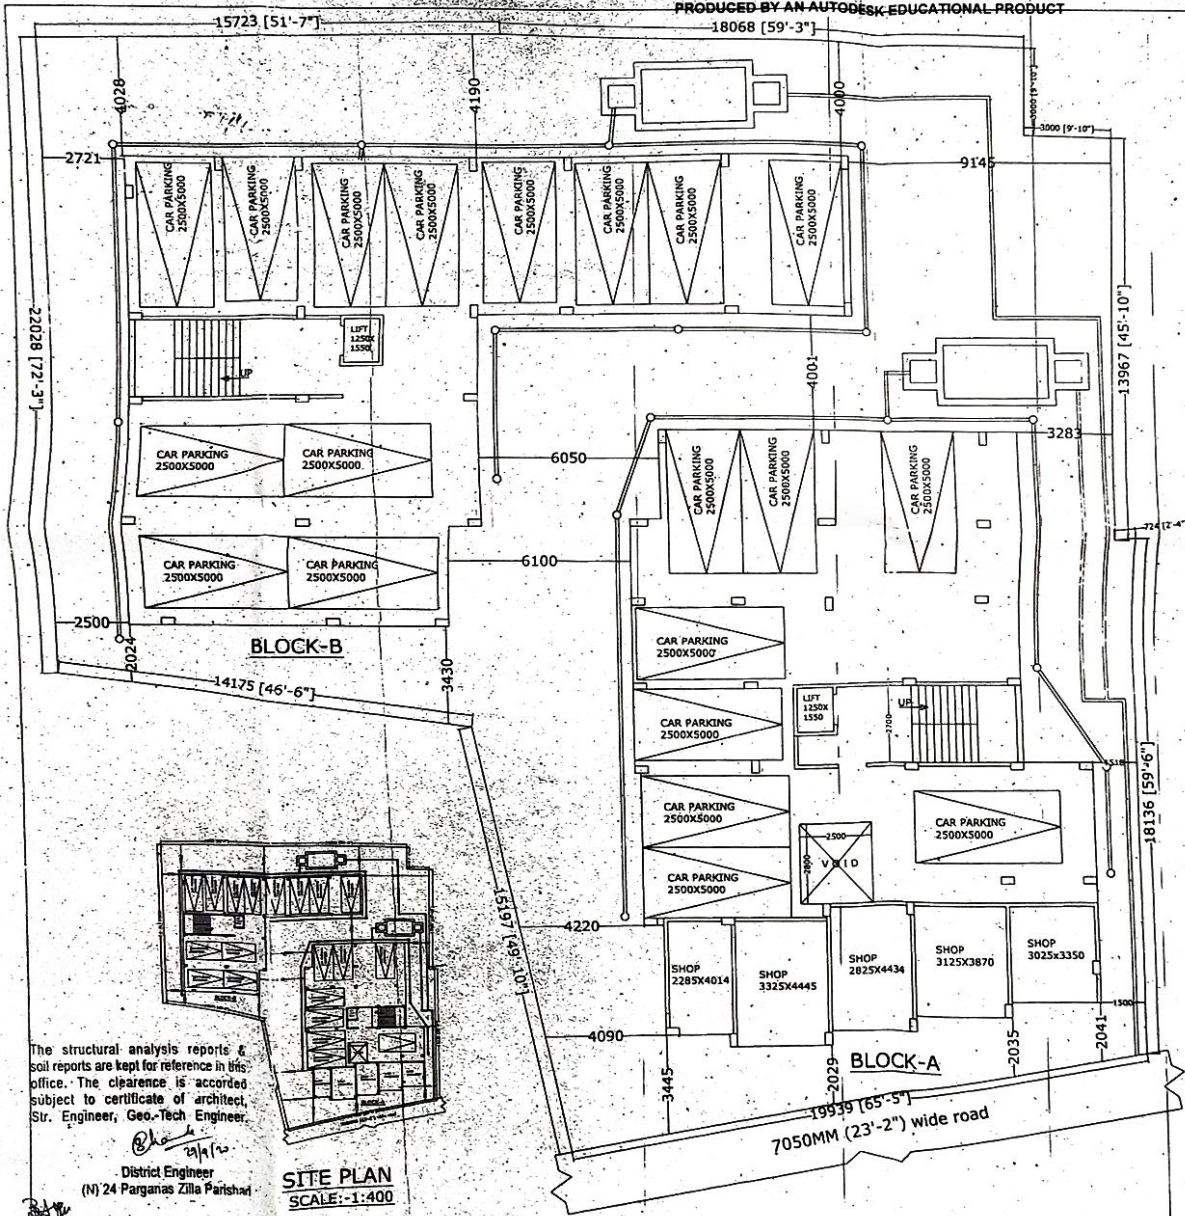 PRODUCED BY AN AUTODESK EDUCATIONAL PRODUCT
15723 [51'-7"]
18068 [59'-3"]
4028
4190
4000
3000 [9'-10"]
3000 [9'-10"]
2721
9145
CAR PARKING
2500X5000
CAR PARKING
2500X5000
CAR PARKING
2500X5000
CAR PARKING
2500X5000
CAR PARKING
2500X5000
CAR PARKING
2500X5000
CAR PARKING
2500X5000
CAR PARKING
2500X5000
22028 [72'-3"]
13967 [45'-10"]
LIFT
1250X
1550
UP
4001
3283
CAR PARKING
2500X5000
CAR PARKING
2500X5000
6050
CAR PARKING
2500X5000
CAR PARKING
2500X5000
CAR PARKING
2500X5000
724 [2'-4"
6100
CAR PARKING
2500X5000
CAR PARKING
2500X5000
2500
2024
BLOCK-B
3430
14175 [46'-6"]
CAR PARKING
2500X5000
CAR PARKING
2500X5000
LIFT
1250X
1550
2700
UP
1518
18136 [59'-6"]
CAR PARKING
2500X5000
CAR PARKING
2500X5000
2500
2800
VOID
CAR PARKING
2500X5000
15197 [49'-10"]
4220
SHOP
2285X4014
SHOP
3325X4445
SHOP
2825X4434
SHOP
3125X3870
SHOP
3025x3350
1500
4090
3445
2029
BLOCK-A
2035
2041
19939 [65'-5"]
7050MM (23'-2") wide road
The structural analysis reports &
soil reports are kept for reference in this
office. The clearence is accorded
subject to certificate of architect,
Str. Engineer, Geo.-Tech Engineer.
District Engineer
(N) 24 Parganas Zilla Parishad
SITE PLAN
SCALE:-1:400